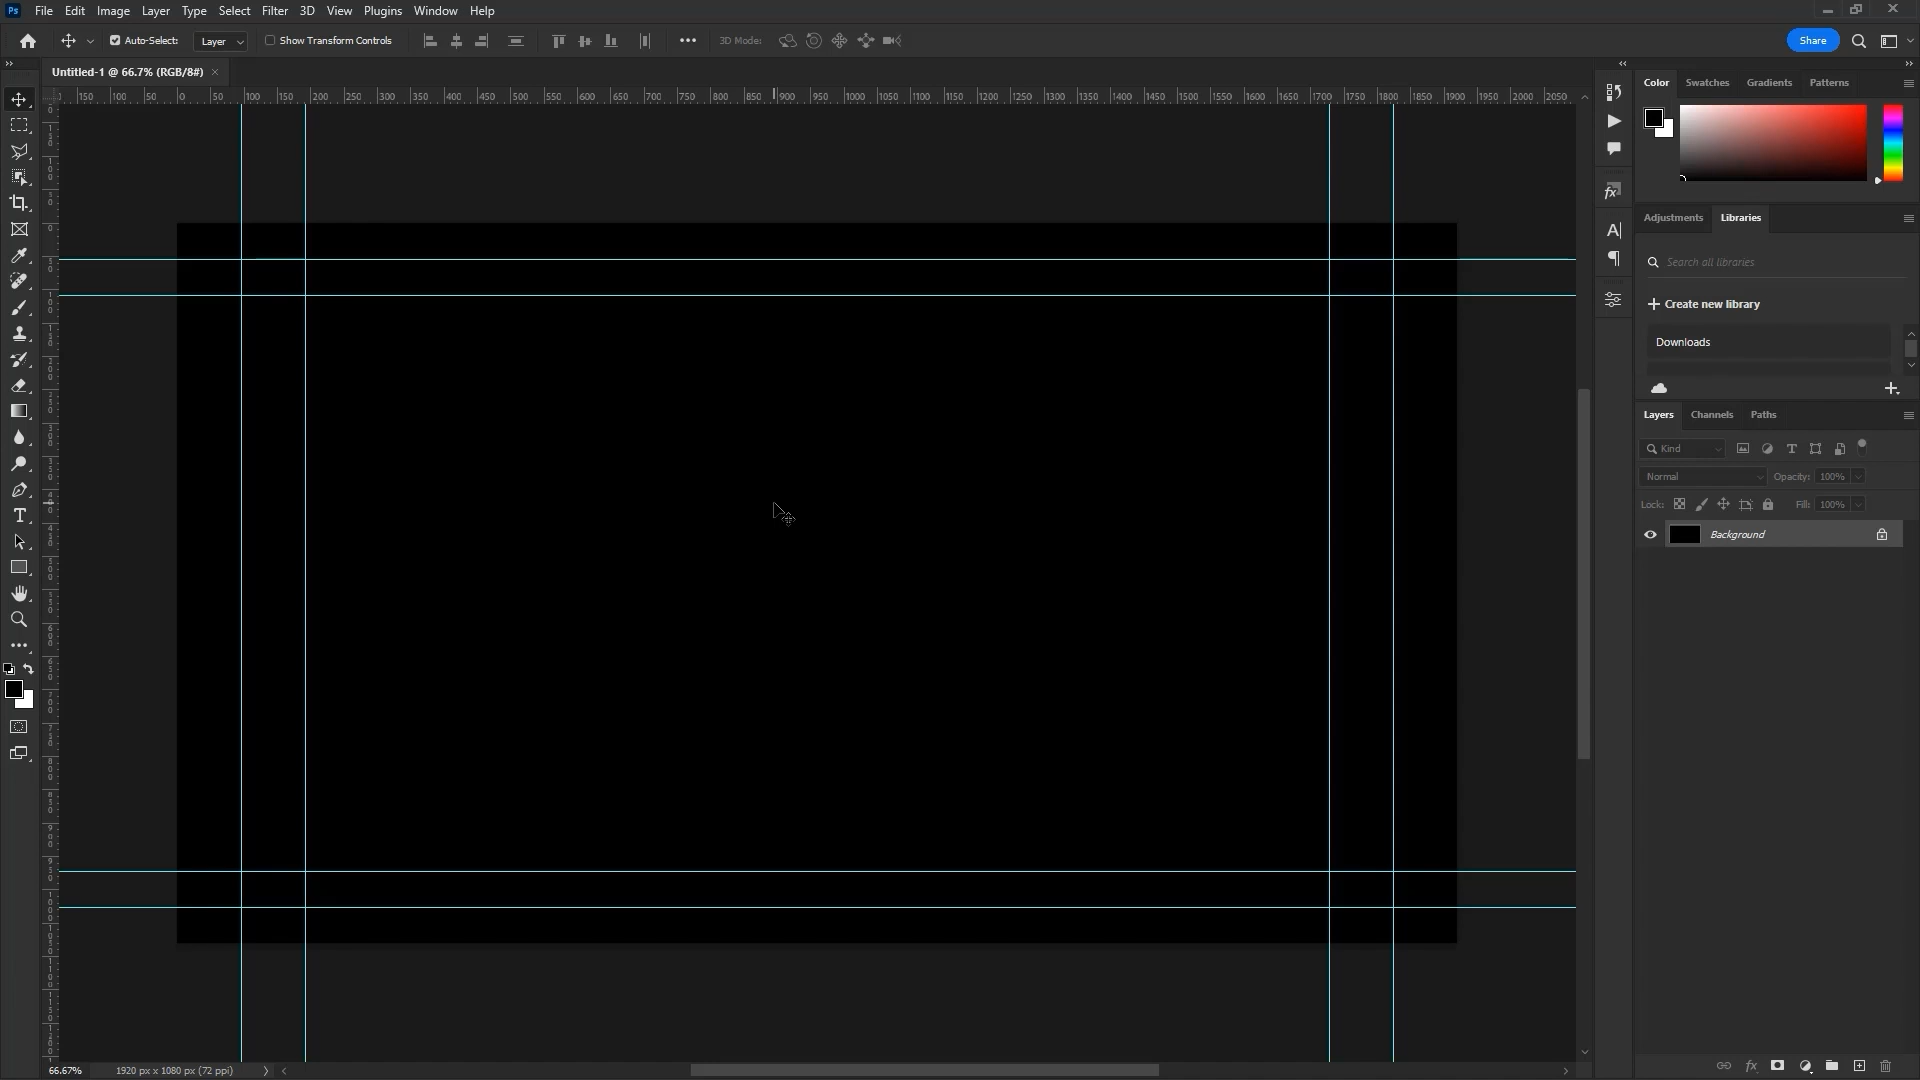 Ps File Edit Image Layer Type Select Filter 3D View Plugins Window Help
Auto-Select: Layer Show Transform Controls 3D Mode: Share
Untitled-1 @ 66.7% (RGB/8#) ×
150 100 50 0 50 100 150 200 250 300 350 400 450 500 550 600 650 700 750 800 850 900 950 1000 1050 1100 1150 1200 1250 1300 1350 1400 1450 1500 1550 1600 1650 1700 1750 1800 1850 1900 1950 2000 2050
Color Swatches Gradients Patterns
Adjustments Libraries
Search all libraries
Create new library
Downloads
Layers Channels Paths
Kind
Normal Opacity: 100%
Lock: Fill: 100%
Background
fx
66.67% 1920 px x 1080 px (72 ppi)